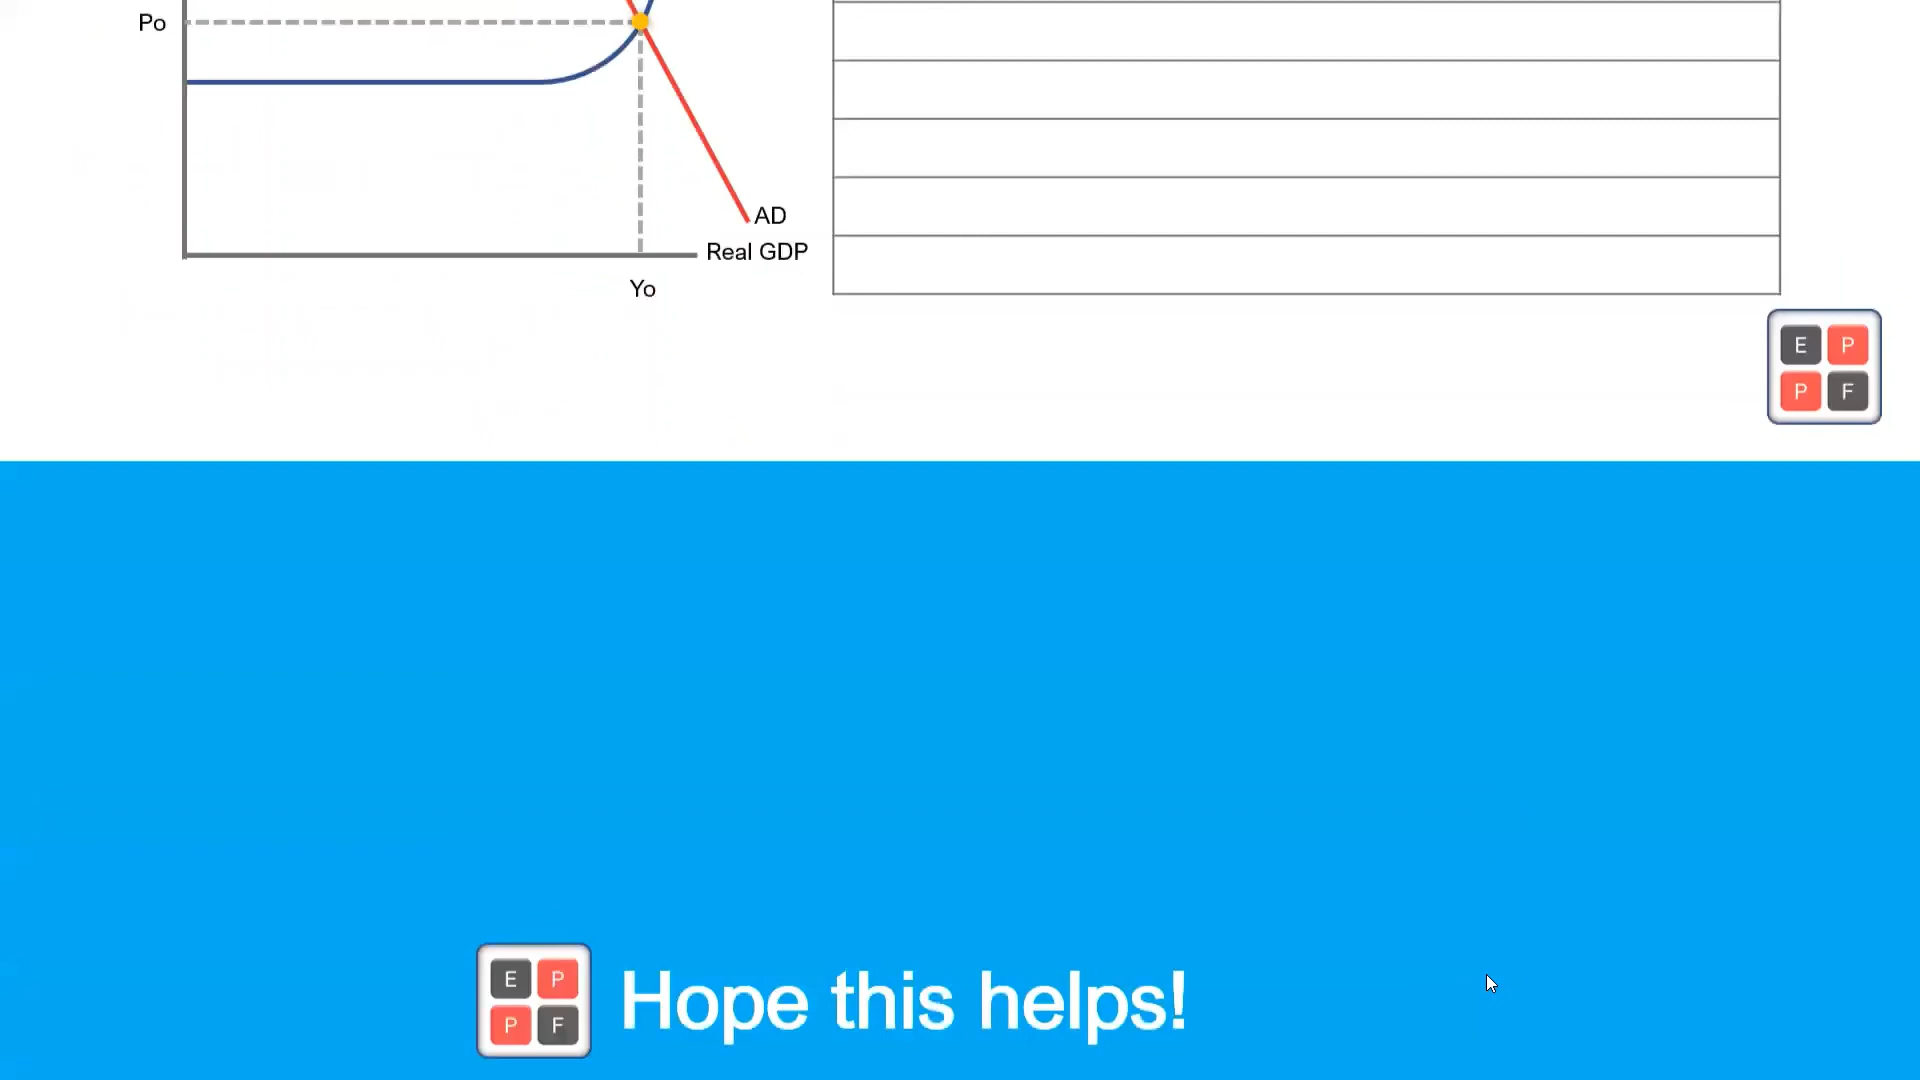 Po
AD
Real GDP
Yo
E P
P F
E P
P F
Hope this helps!